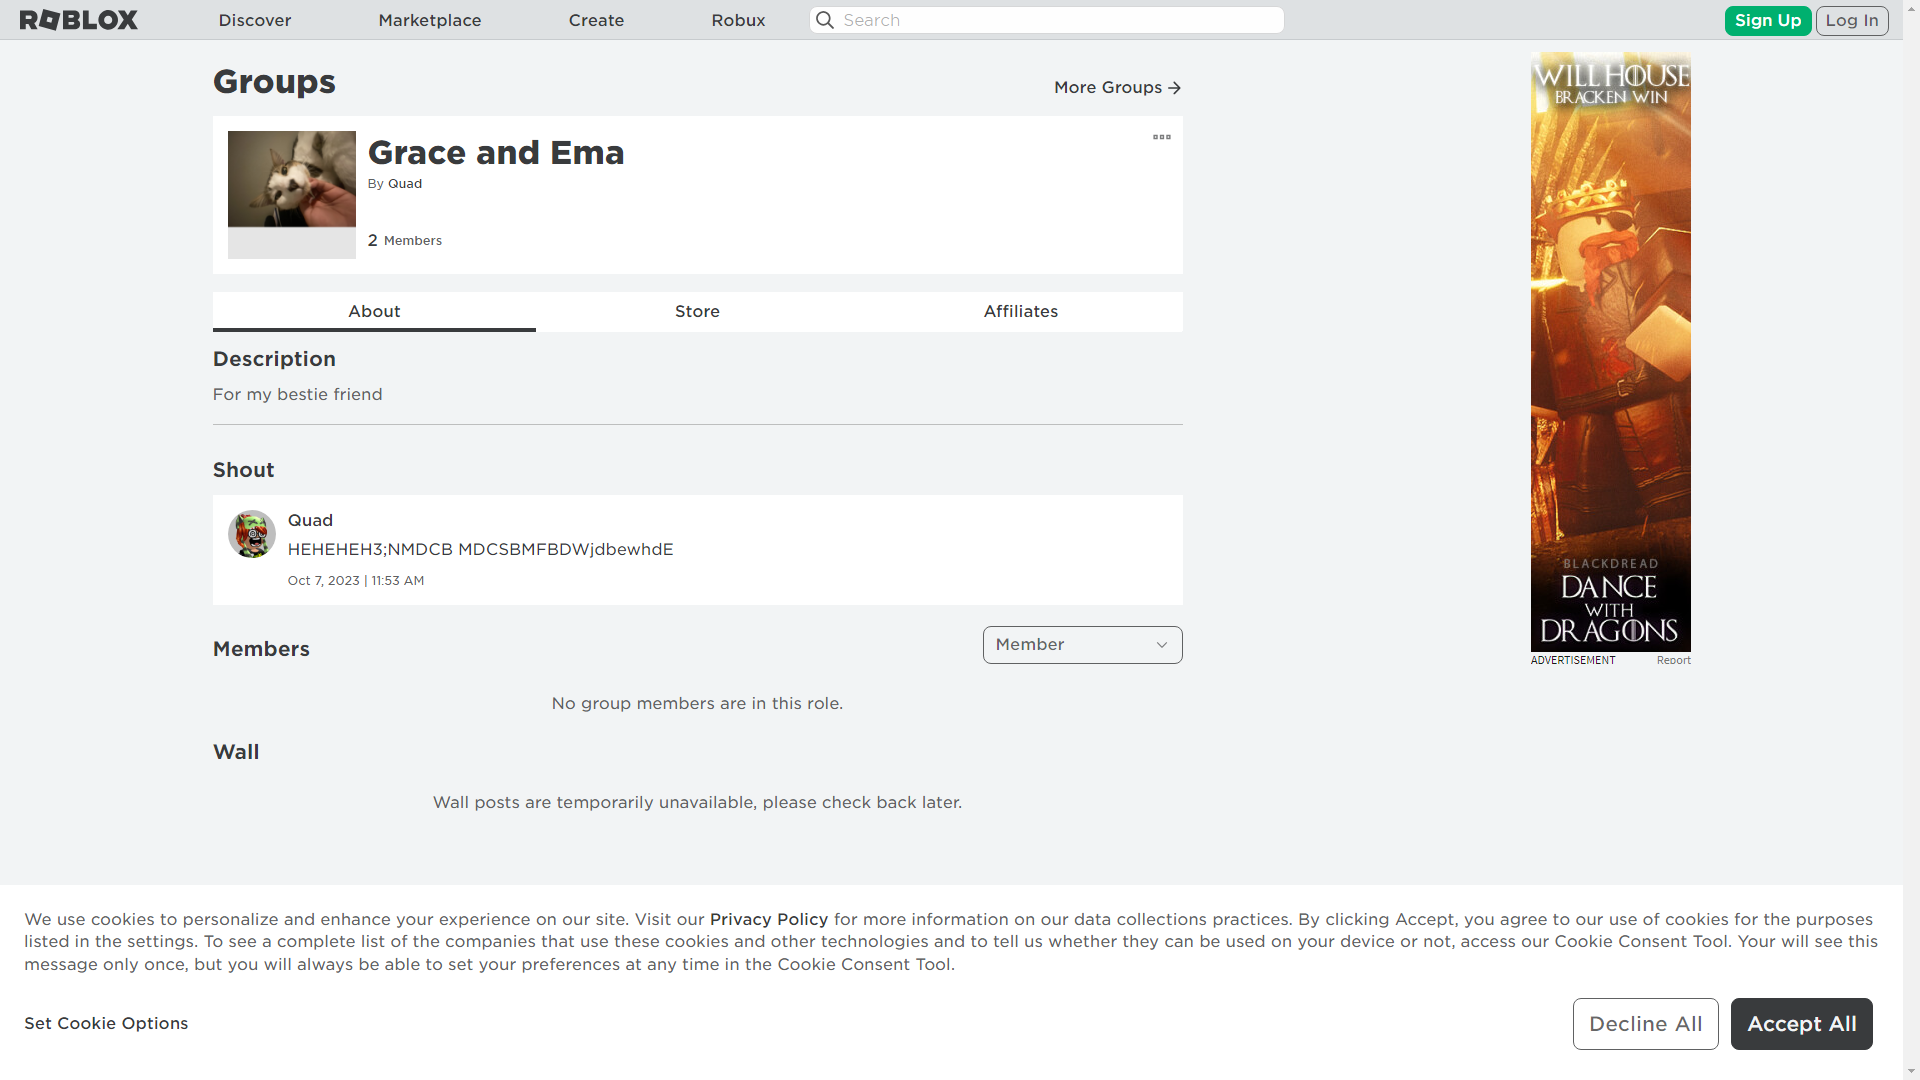 ROBLOX
Discover
Marketplace
Create
Robux
Search
Sign Up
Log In
Groups
More Groups
Grace and Ema
By Quad
2 Members
About
Store
Affiliates
Description
For my bestie friend
Shout
Quad
HEHEHEH3;NMDCB MDCSBMFBDWjdbewhdE
Oct 7, 2023 | 11:53 AM
Members
Member
No group members are in this role.
Wall
Wall posts are temporarily unavailable, please check back later.
WILL HOUSE
BRACKEN WIN
BLACKDREAD
DANCE
WITH
DRAGONS
ADVERTISEMENT
Report
We use cookies to personalize and enhance your experience on our site. Visit our Privacy Policy for more information on our data collections practices. By clicking Accept, you agree to our use of cookies for the purposes
listed in the settings. To see a complete list of the companies that use these cookies and other technologies and to tell us whether they can be used on your device or not, access our Cookie Consent Tool. Your will see this
message only once, but you will always be able to set your preferences at any time in the Cookie Consent Tool.
Set Cookie Options
Decline All
Accept All